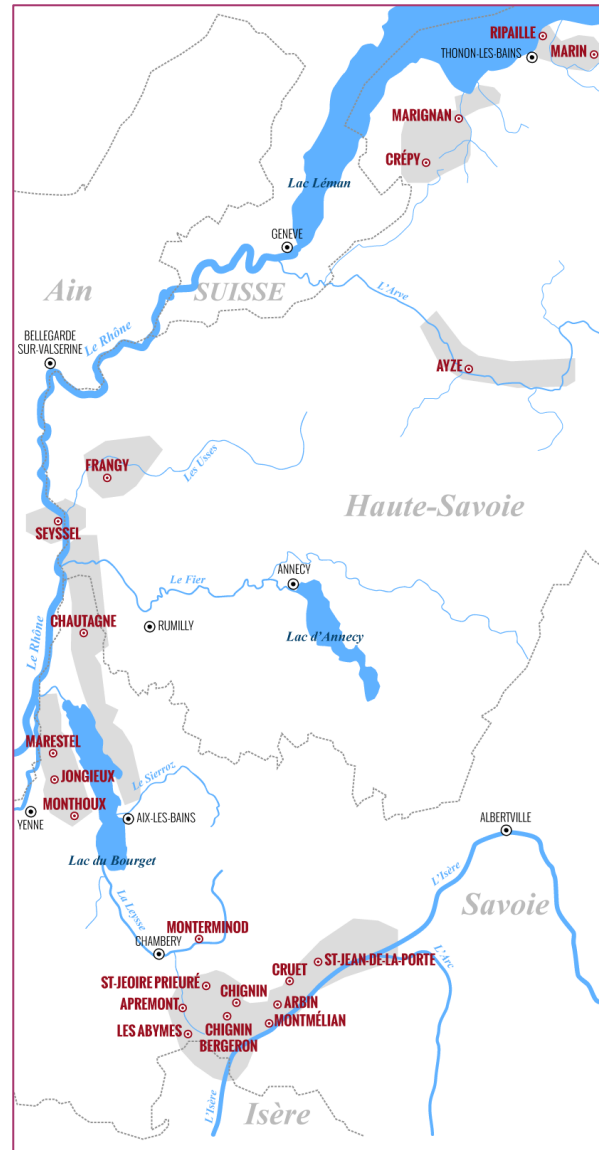 RIPAILLE
THONON-LES-BAINS
MARIN
MARIGNAN
CRÉPY
Lac Léman
GENEVE
Ain
SUISSE
L'Arve
Le Rhône
BELLEGARDE
SUR-VALSERINE
AYZE
FRANGY
Les Usses
Haute-Savoie
SEYSSEL
Le Fier
ANNECY
CHAUTAGNE
RUMILLY
Lac d'Annecy
Le Rhône
MARESTEL
JONGIEUX
Le Sierroz
MONTHOUX
YENNE
AIX-LES-BAINS
ALBERTVILLE
Lac du Bourget
L'Isère
La Leysse
Savoie
MONTERMINOD
CHAMBERY
ST-JEAN-DE-LA-PORTE
L'Arc
CRUET
ST-JEOIRE PRIEURÉ
CHIGNIN
APREMONT
ARBIN
CHIGNIN
BERGERON
MONTMÉLIAN
LES ABYMES
L'Isère
Isère